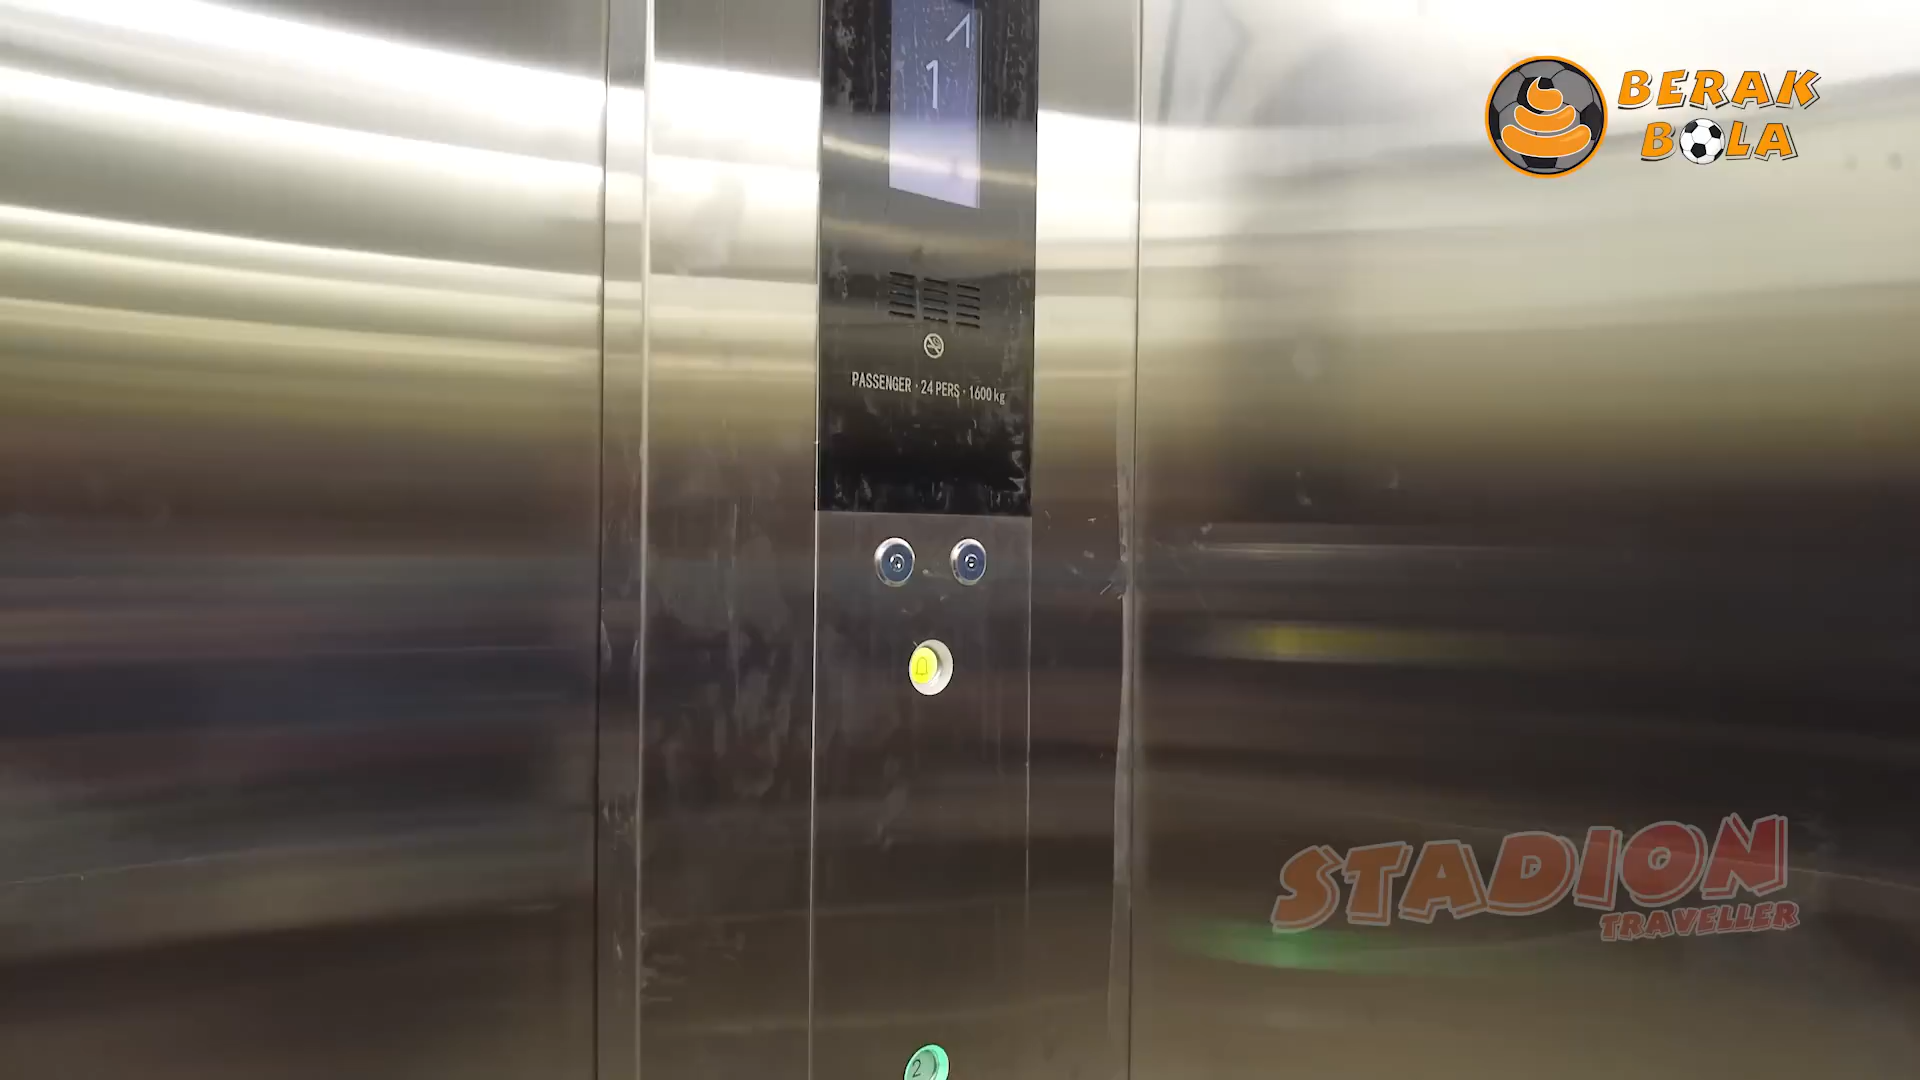 1
BERAK
BOLA
PASSENGER · 24 PERS · 1600 kg
STADION
TRAVELLER
2